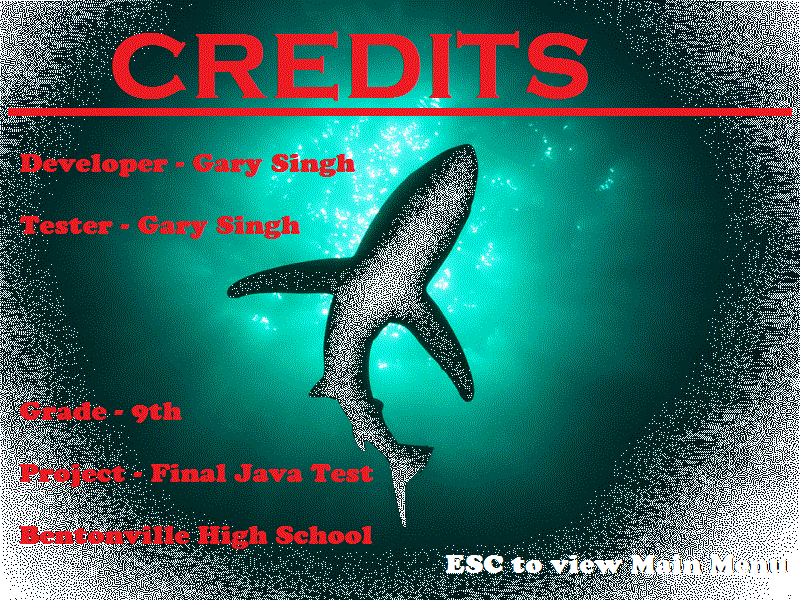 CREDITS
Developer - Gary Singh
Tester - Gary Singh
Grade - 9th
Project - Final Java Test
Bentonville High School
ESC to view Main Menu